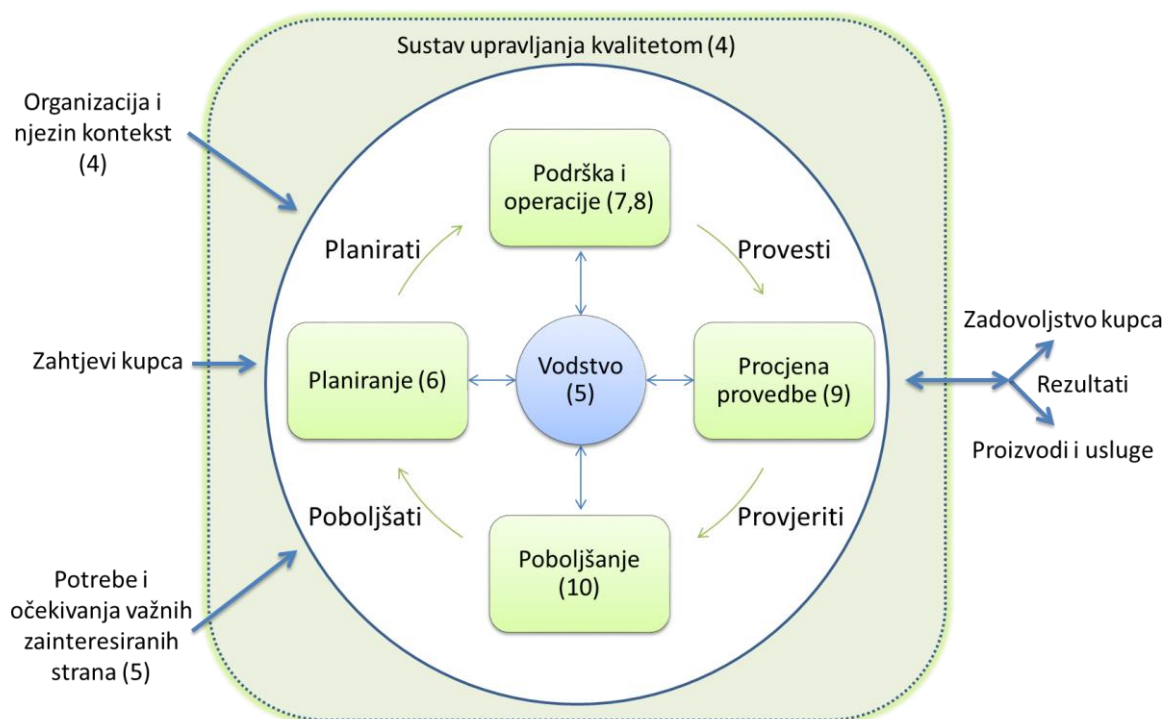 Sustav upravljanja kvalitetom (4)
Organizacija i
njezin kontekst
(4)
Podrška i
operacije (7,8)
Planirati
Provesti
Zahtjevi kupca
Planiranje (6)
Vodstvo
(5)
Procjena
provedbe (9)
Zadovoljstvo kupca
Rezultati
Proizvodi i usluge
Poboljšati
Provjeriti
Poboljšanje
(10)
Potrebe i
očekivanja važnih
zainteresiranih
strana (5)